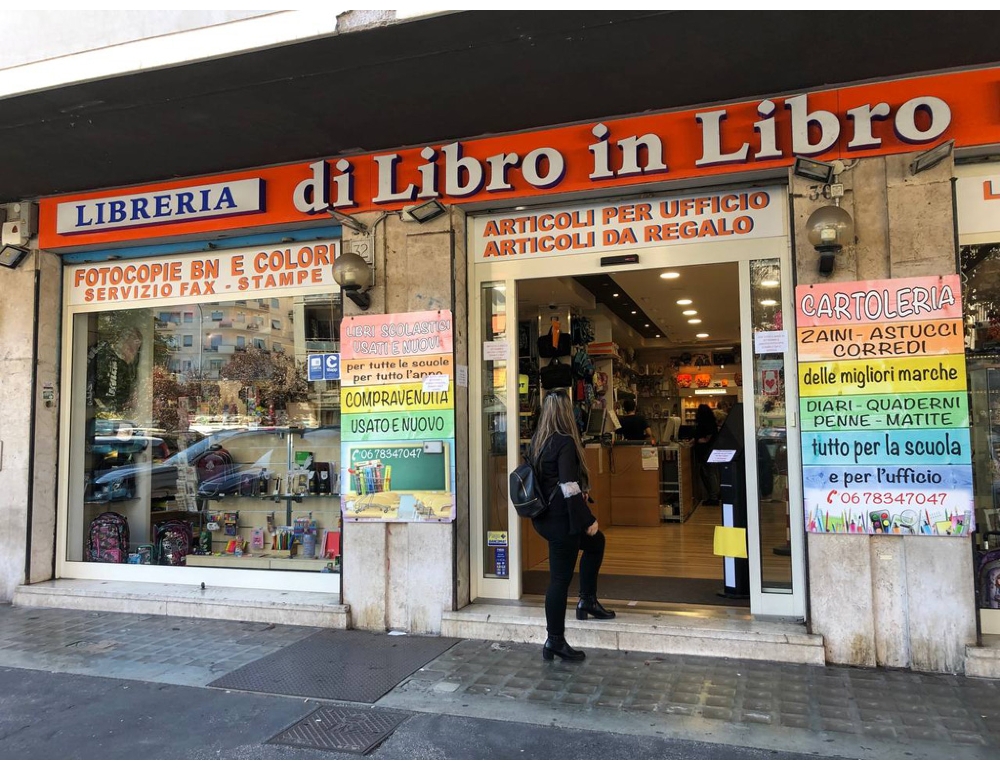 LIBRERIA
di Libro in Libro
FOTOCOPIE BN E COLORI
SERVIZIO FAX - STAMPE
32
LIBRI SCOLASTICI
USATI E NUOVI
per tutte le scuole
per tutto l'anno
COMPRAVENDITA
USATO E NUOVO
06 78347047
ARTICOLI PER UFFICIO
ARTICOLI DA REGALO
CARTOLERIA
ZAINI - ASTUCCI
CORREDI
delle migliori marche
DIARI - QUADERNI
PENNE - MATITE
tutto per la scuola
e per l'ufficio
06 78347047